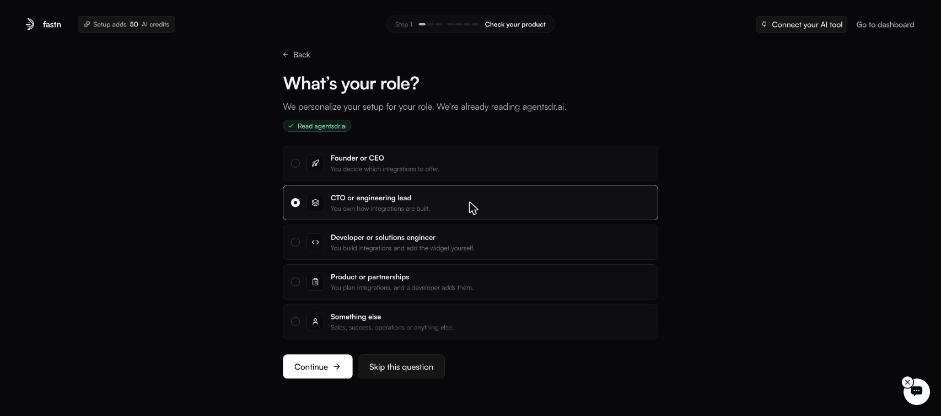 fastn
Setup adds 50 AI credits
Step 1
Check your product
Connect your AI tool
Go to dashboard
← Back
What's your role?
We personalize your setup for your role. We're already reading agentsdr.ai.
✓ Read agentsdr.ai
Founder or CEO
You decide which integrations to offer.
CTO or engineering lead
You own how integrations are built.
Developer or solutions engineer
You build integrations and add the widget yourself.
Product or partnerships
You plan integrations, and a developer adds them.
Something else
Sales, success, operations or anything else.
Continue →
Skip this question